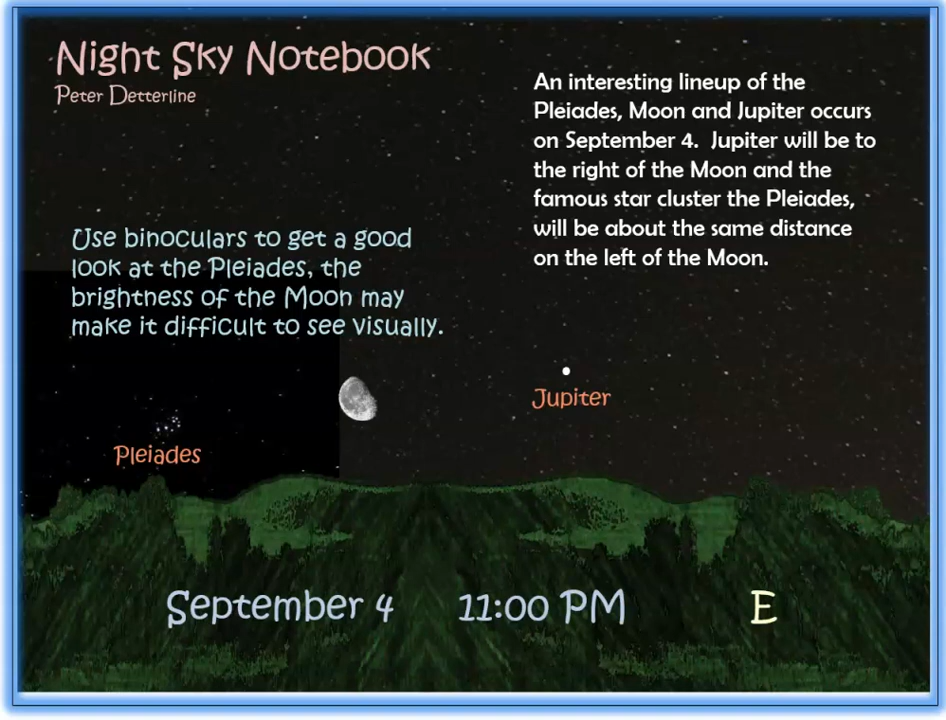 Night Sky Notebook
Peter Detterline
An interesting lineup of the
Pleiades, Moon and Jupiter occurs
on September 4.  Jupiter will be to
the right of the Moon and the
famous star cluster the Pleiades,
will be about the same distance
on the left of the Moon.
Use binoculars to get a good
look at the Pleiades, the
brightness of the Moon may
make it difficult to see visually.
Jupiter
Pleiades
September 4 11:00 PM E